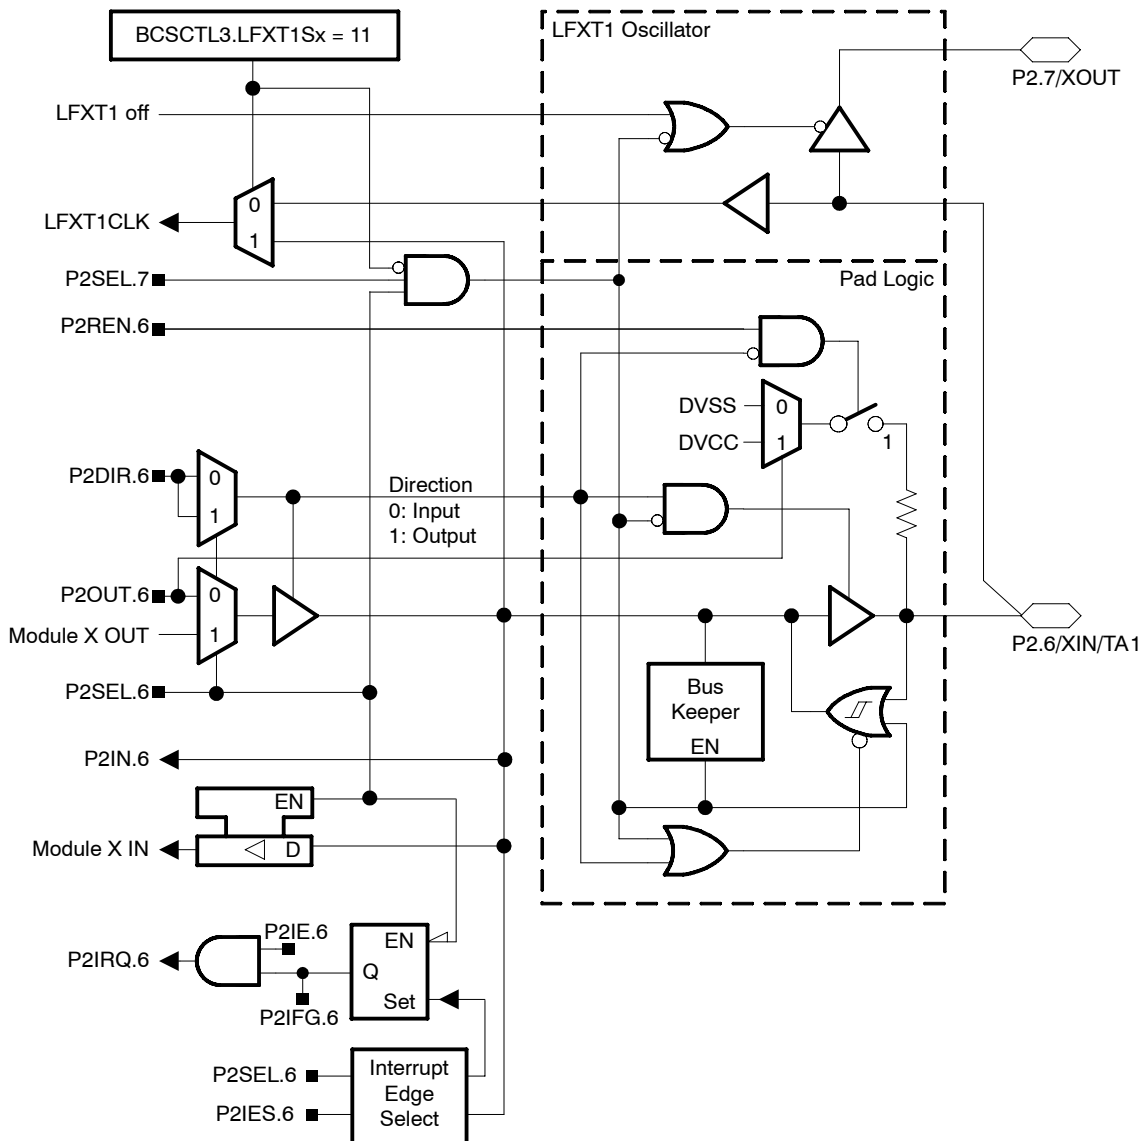 BCSCTL3.LFXT1Sx = 11
LFXT1 Oscillator
P2.7/XOUT
LFXT1 off
0
LFXT1CLK
1
P2SEL.7
Pad Logic
P2REN.6
DVSS
0
DVCC
1
1
P2DIR.6
0
1
Direction
0: Input
1: Output
P2OUT.6
0
Module X OUT
1
P2.6/XIN/TA1
P2SEL.6
Bus
Keeper
EN
P2IN.6
EN
Module X IN
D
P2IE.6
EN
P2IRQ.6
Q
Set
P2IFG.6
P2SEL.6
P2IES.6
Interrupt
Edge
Select